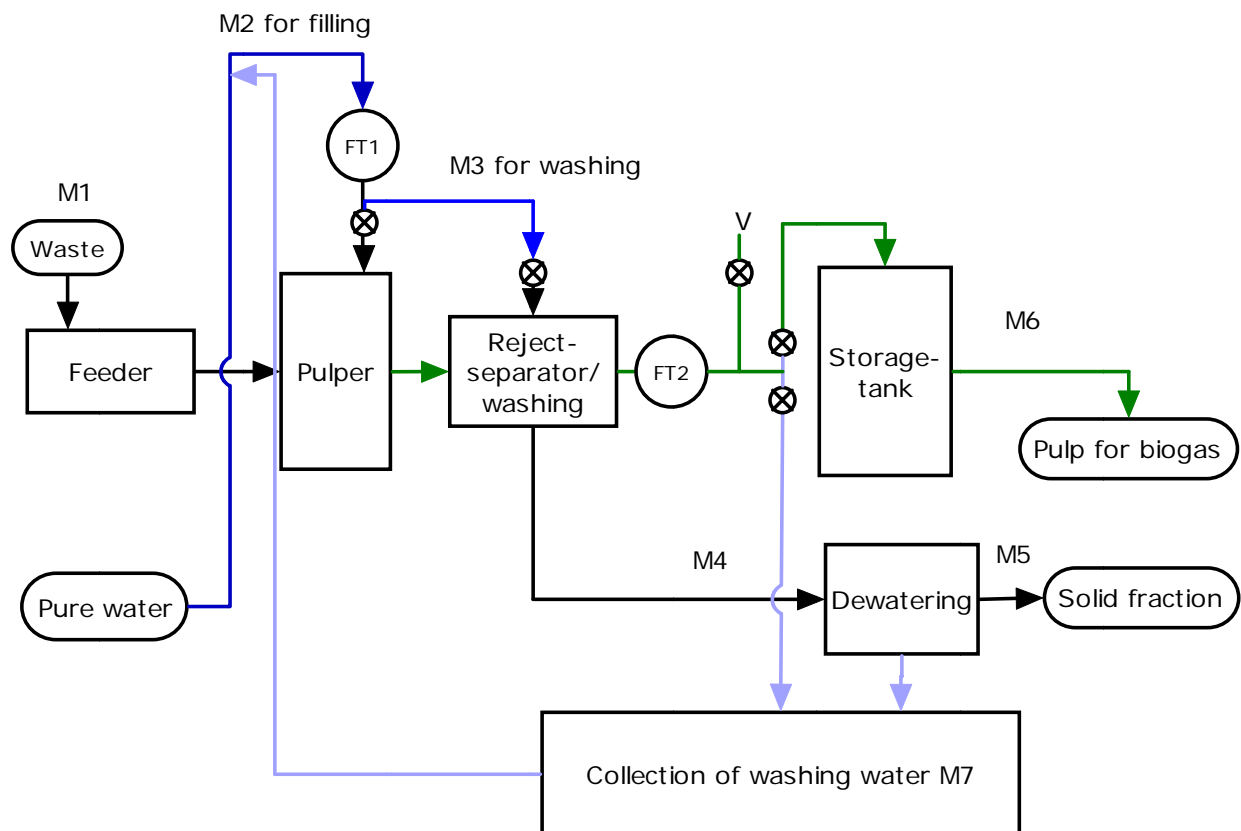 M2 for filling
FT1
M3 for washing
M1
Waste
V
Feeder
Pulper
Reject-
separator/
washing
FT2
Storage-
tank
M6
Pulp for biogas
M4
M5
Pure water
Dewatering
Solid fraction
Collection of washing water M7